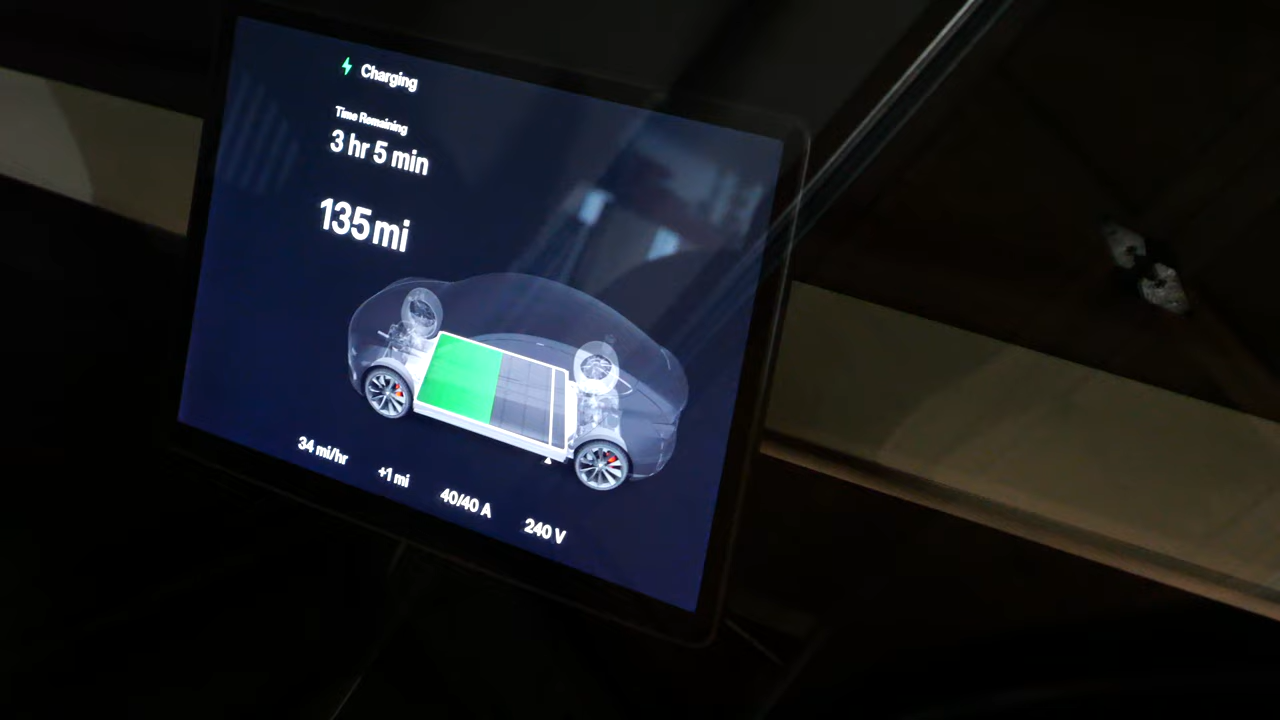 Charging
Time Remaining
3 hr 5 min
135 mi
34 mi/hr
+1 mi
40/40 A
240 V